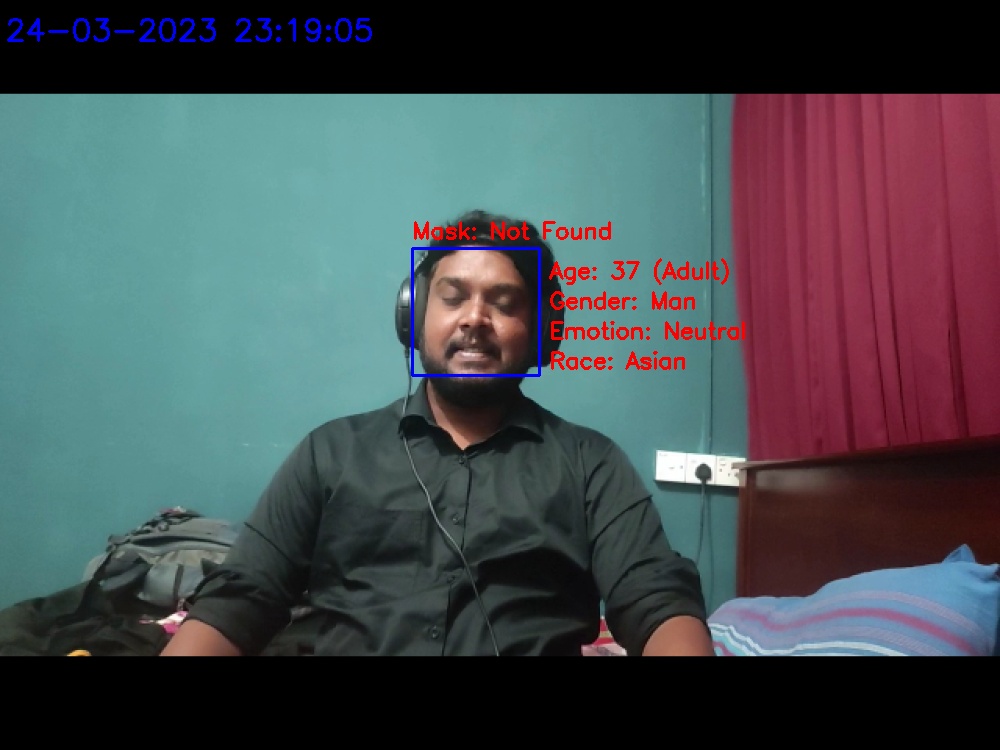 24-03-2023 23:19:05
Mask: Not Found
Age: 37 (Adult)
Gender: Man
Emotion: Neutral
Race: Asian